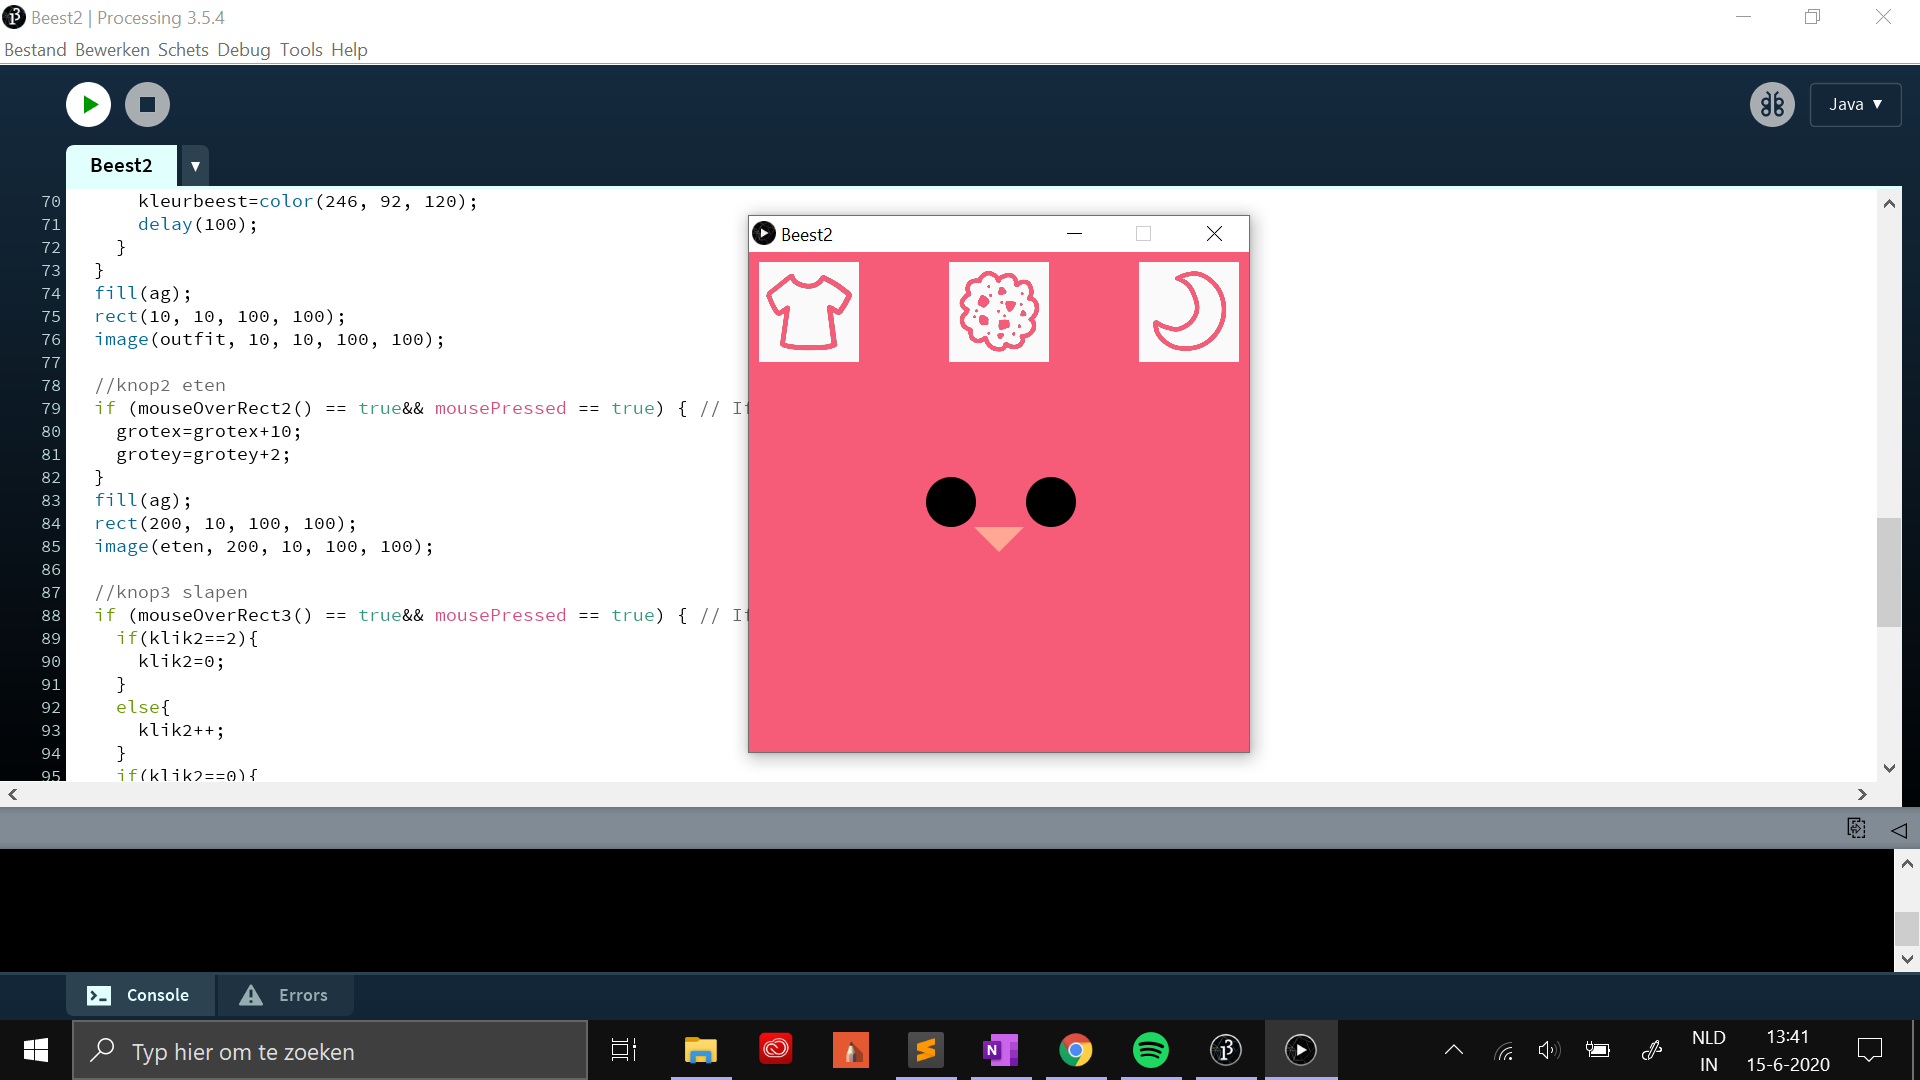 Beest2 | Processing 3.5.4
Bestand Bewerken Schets Debug Tools Help
Java ▼
Beest2 ▼
70 kleurbeest=color(246, 92, 120);
71 delay(100);
72 }
73 }
74 fill(ag);
75 rect(10, 10, 100, 100);
76 image(outfit, 10, 10, 100, 100);
77
78 //knop2 eten
79 if (mouseOverRect2() == true&& mousePressed == true) { // If
80 grotex=grotex+10;
81 grotey=grotey+2;
82 }
83 fill(ag);
84 rect(200, 10, 100, 100);
85 image(eten, 200, 10, 100, 100);
86
87 //knop3 slapen
88 if (mouseOverRect3() == true&& mousePressed == true) { // If
89 if(klik2==2){
90 klik2=0;
91 }
92 else{
93 klik2++;
94 }
95 if(klik2==0){
Beest2
Console
Errors
Typ hier om te zoeken
NLD
IN
13:41
15-6-2020